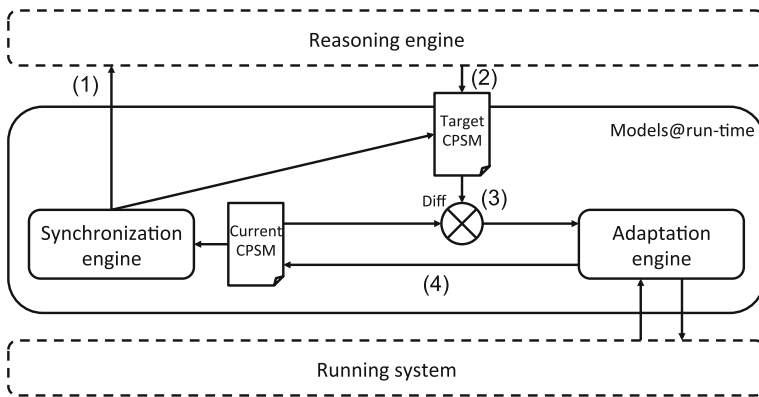 Reasoning engine
(1)
(2)
Target
CPSM
Models@run-time
Diff
(3)
Synchronization
engine
Current
CPSM
Adaptation
engine
(4)
Running system